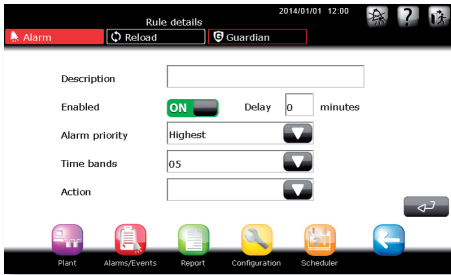 2014/01/01 12:00
Rule details
?
Alarm
Reload
G Guardian
Description
Enabled ON Delay 0 minutes
Alarm priority Highest
Time bands 05
Action
Plant Alarms/Events Report Configuration Scheduler